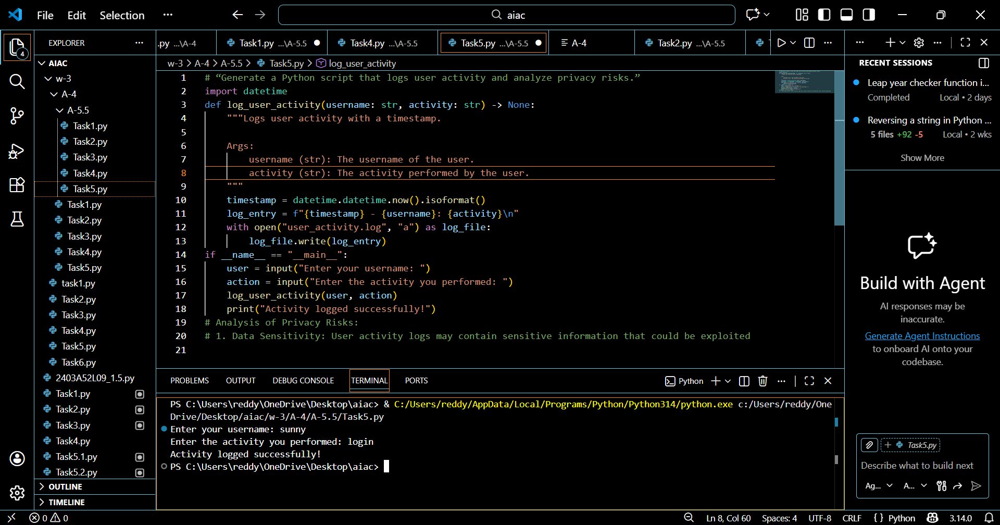 File Edit Selection ···
aiac
EXPLORER ···
.py ...\A-4
Task1.py ...\A-5.5
Task4.py ...\A-5.5
Task5.py ...\A-5.5
A-4
Task2.py ...\A-5.5
w-3 > A-4 > A-5.5 > Task5.py > log_user_activity
AIAC
w-3
A-4
A-5.5
Task1.py
Task2.py
Task3.py
Task4.py
Task5.py
Task1.py
Task2.py
Task3.py
Task4.py
Task5.py
task1.py
Task2.py
Task3.py
Task4.py
Task5.py
Task6.py
2403A52L09_1.5.py
Task1.py
Task2.py
Task3.py
Task4.py
Task5.1.py
Task5.2.py
OUTLINE
TIMELINE
4
1 # “Generate a Python script that logs user activity and analyze privacy risks.”
2 import datetime
3 def log_user_activity(username: str, activity: str) -> None:
4 """Logs user activity with a timestamp.
5
6 Args:
7 username (str): The username of the user.
8 activity (str): The activity performed by the user.
9 """
10 timestamp = datetime.datetime.now().isoformat()
11 log_entry = f"{timestamp} - {username}: {activity}\n"
12 with open("user_activity.log", "a") as log_file:
13 log_file.write(log_entry)
14 if __name__ == "__main__":
15 user = input("Enter your username: ")
16 action = input("Enter the activity you performed: ")
17 log_user_activity(user, action)
18 print("Activity logged successfully!")
19 # Analysis of Privacy Risks:
20 # 1. Data Sensitivity: User activity logs may contain sensitive information that could be exploited
21
PROBLEMS OUTPUT DEBUG CONSOLE TERMINAL PORTS
Python
PS C:\Users\reddy\OneDrive\Desktop\aiac> & C:/Users/reddy/AppData/Local/Programs/Python/Python314/python.exe c:/Users/reddy/One
Drive/Desktop/aiac/w-3/A-4/A-5.5/Task5.py
Enter your username: sunny
Enter the activity you performed: login
Activity logged successfully!
PS C:\Users\reddy\OneDrive\Desktop\aiac>
RECENT SESSIONS
Leap year checker function i...
Completed Local • 2 days
Reversing a string in Python ...
5 files +92 -5 Local • 2 wks
Show More
Build with Agent
AI responses may be
inaccurate.
Generate Agent Instructions
to onboard AI onto your
codebase.
+ Task5.py
Describe what to build next
Ag... A...
0 0
Ln 8, Col 60 Spaces: 4 UTF-8 CRLF { } Python 3.14.0